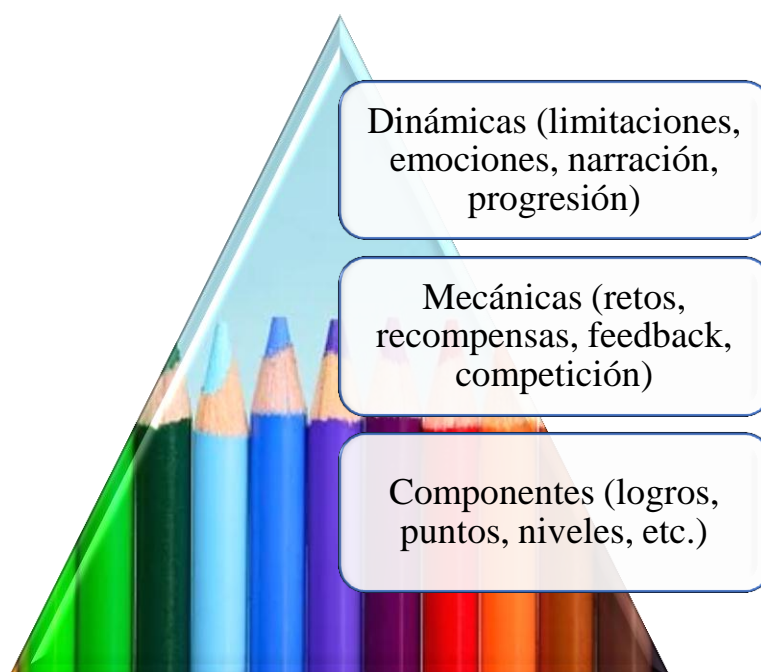 Dinámicas (limitaciones,
emociones, narración,
progresión)
Mecánicas (retos,
recompensas, feedback,
competición)
Componentes (logros,
puntos, niveles, etc.)